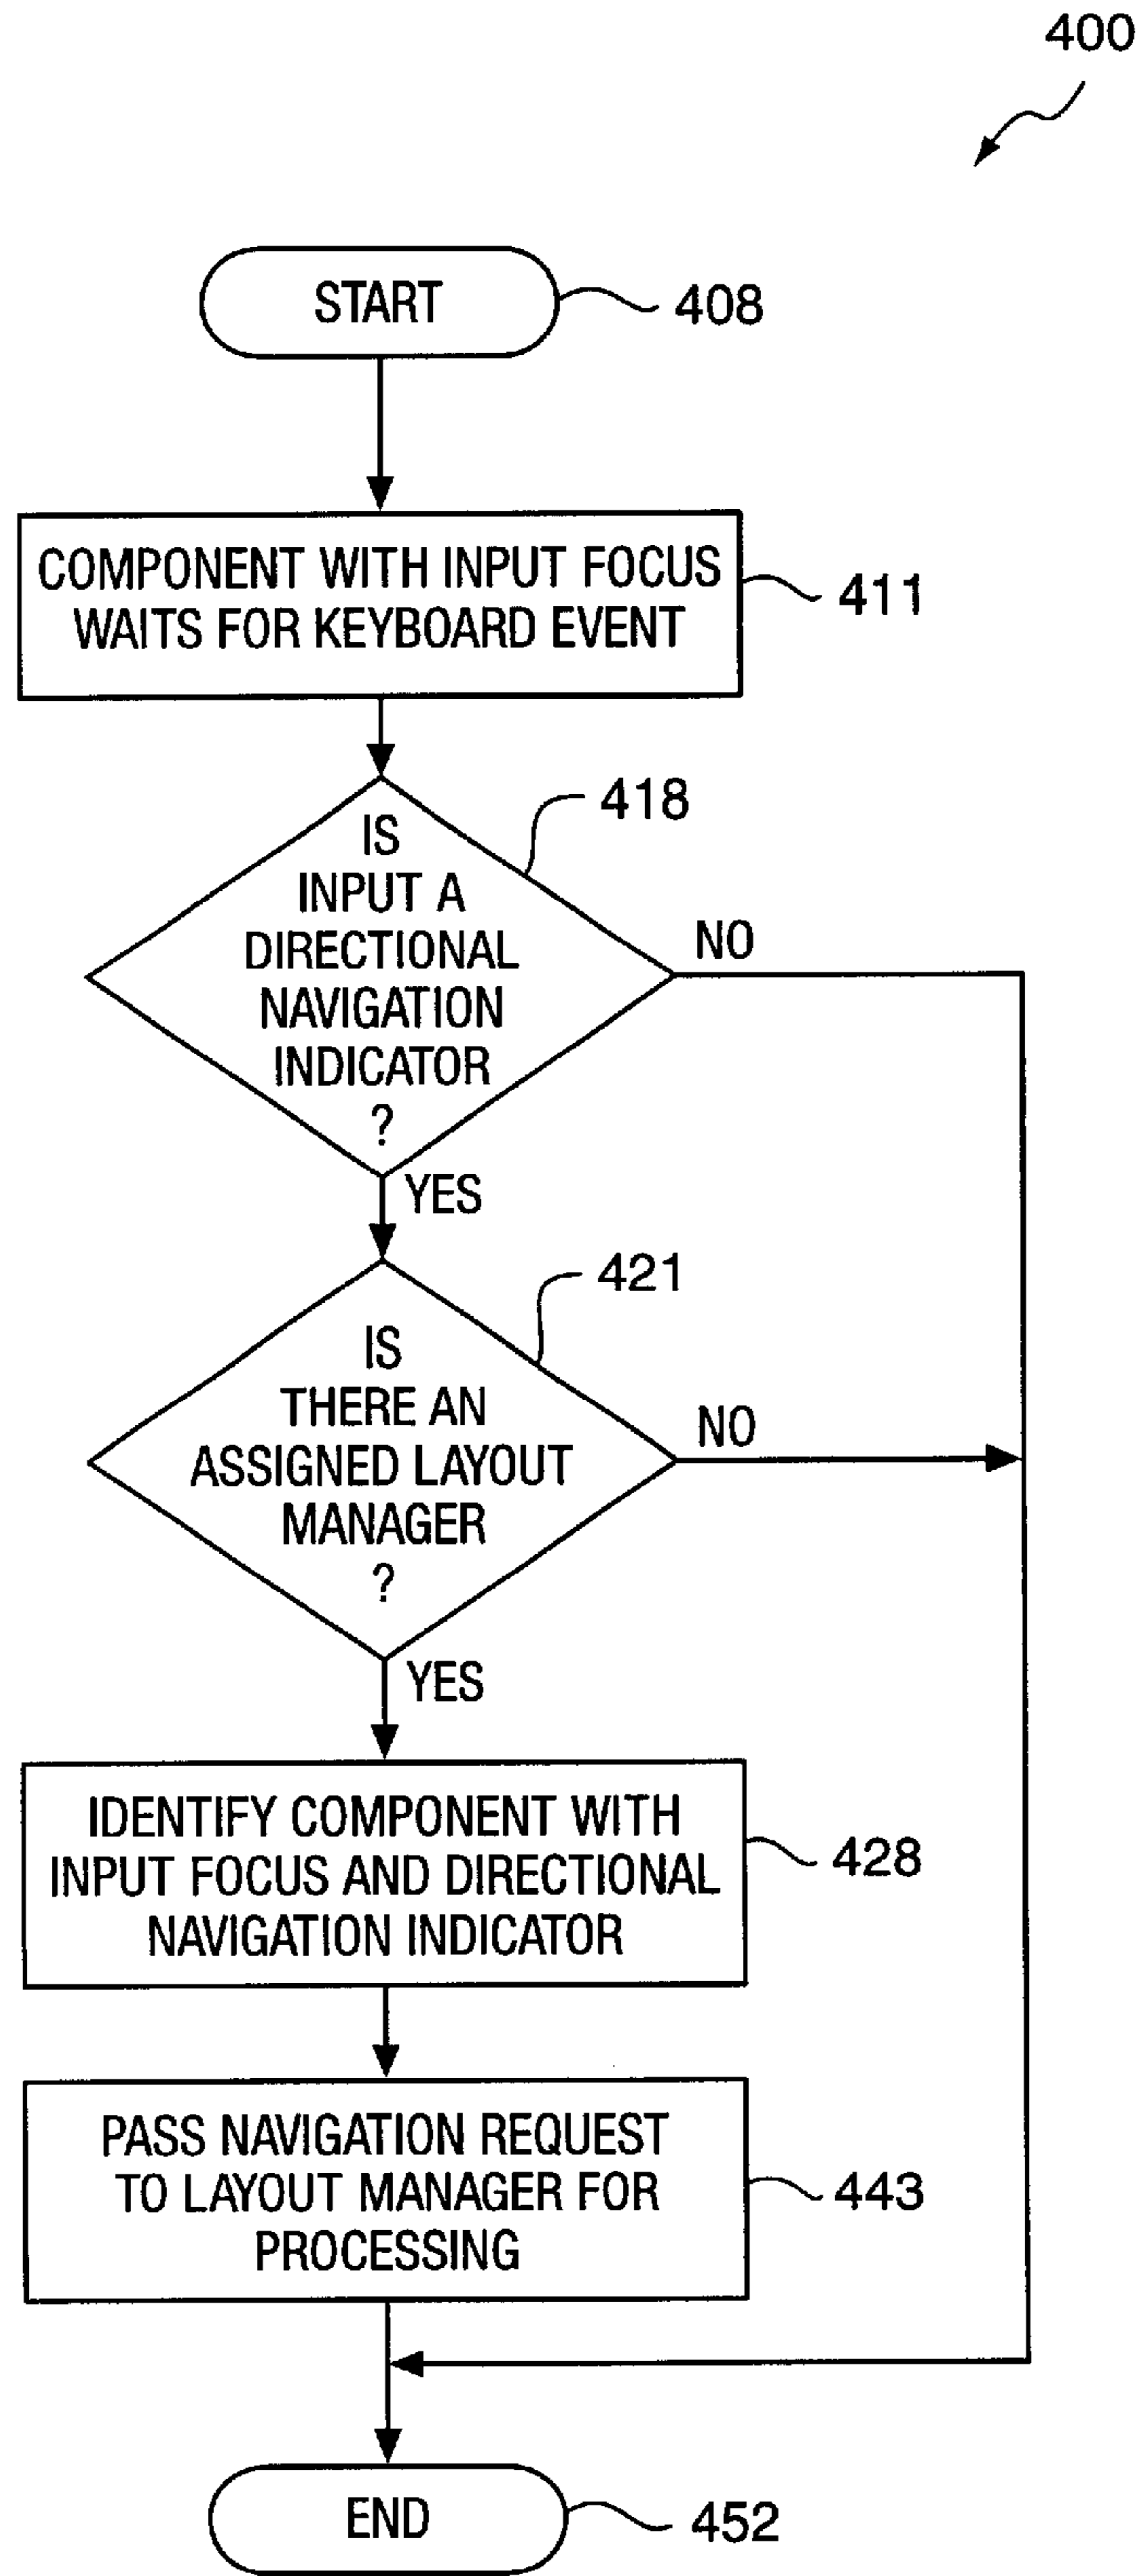 400
START
408
COMPONENT WITH INPUT FOCUS
WAITS FOR KEYBOARD EVENT
411
418
IS
INPUT A
DIRECTIONAL
NAVIGATION
INDICATOR
?
NO
YES
421
IS
THERE AN
ASSIGNED LAYOUT
MANAGER
?
NO
YES
IDENTIFY COMPONENT WITH
INPUT FOCUS AND DIRECTIONAL
NAVIGATION INDICATOR
428
PASS NAVIGATION REQUEST
TO LAYOUT MANAGER FOR
PROCESSING
443
END
452